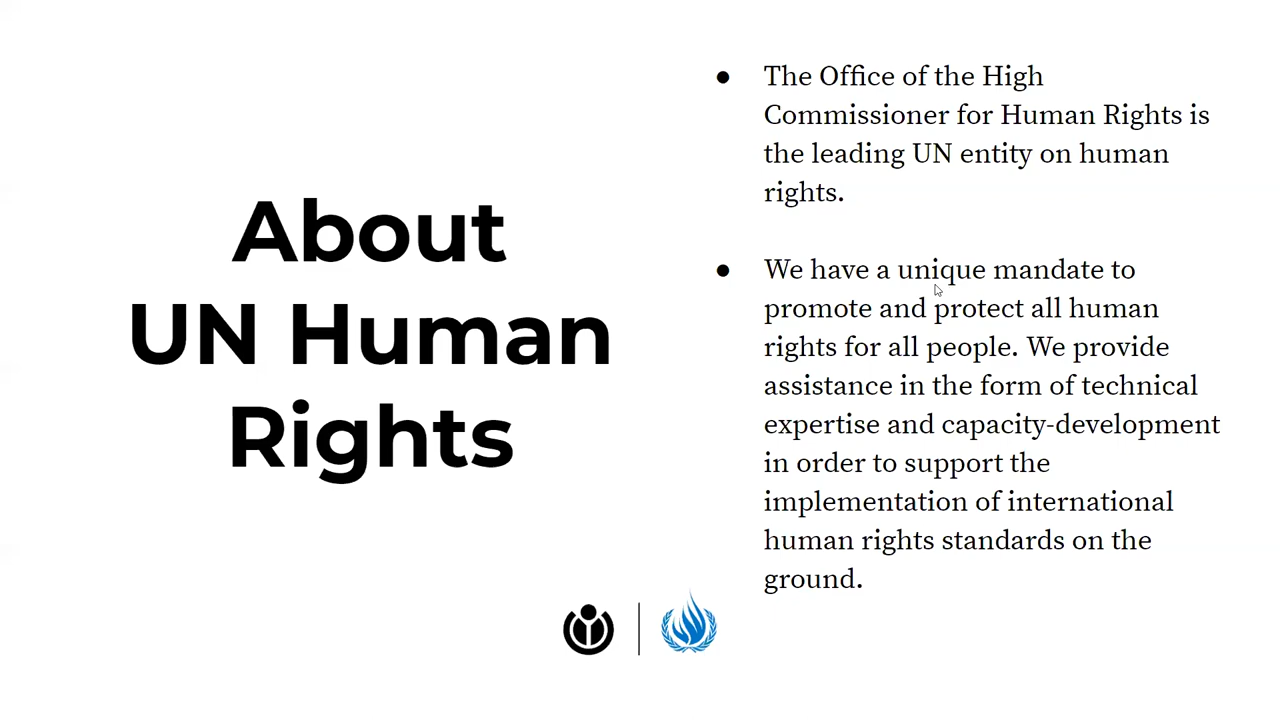 About
UN Human
Rights
● The Office of the High
Commissioner for Human Rights is
the leading UN entity on human
rights.
● We have a unique mandate to
promote and protect all human
rights for all people. We provide
assistance in the form of technical
expertise and capacity-development
in order to support the
implementation of international
human rights standards on the
ground.